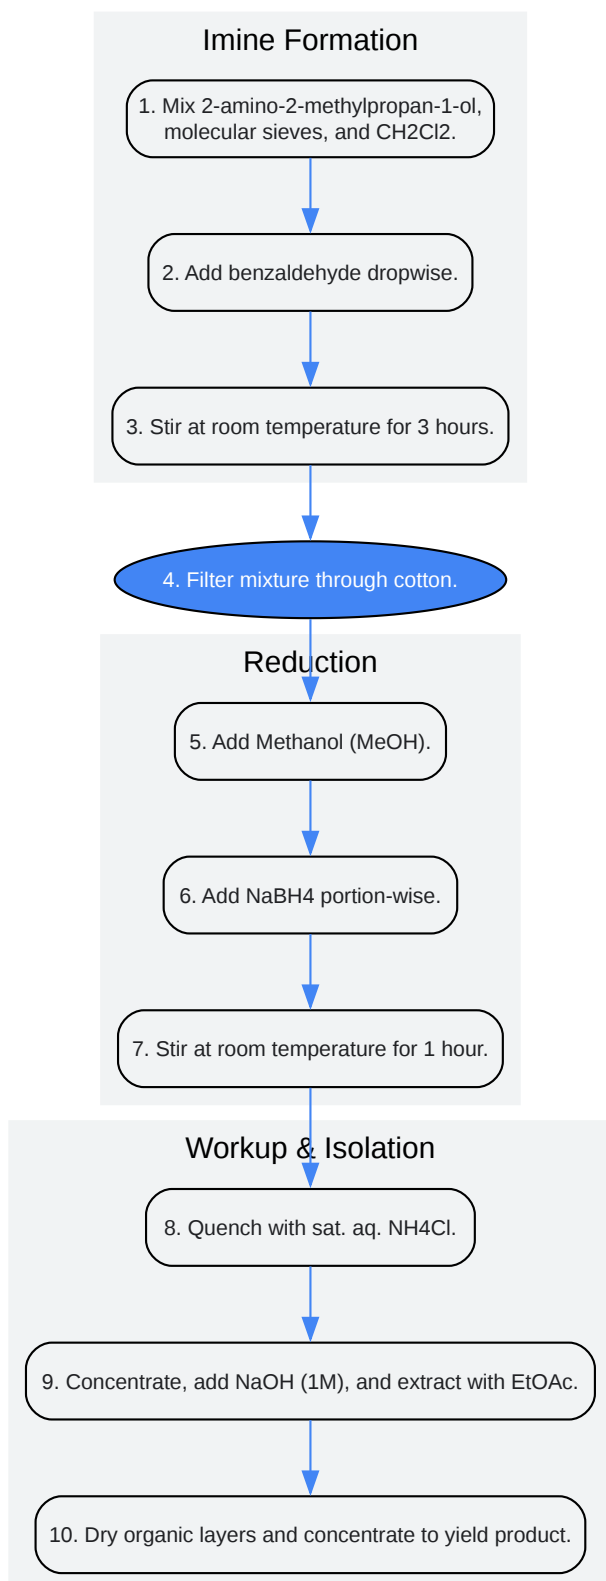 Imine Formation
1. Mix 2-amino-2-methylpropan-1-ol,
molecular sieves, and CH2Cl2.
2. Add benzaldehyde dropwise.
3. Stir at room temperature for 3 hours.
4. Filter mixture through cotton.
Reduction
5. Add Methanol (MeOH).
6. Add NaBH4 portion-wise.
7. Stir at room temperature for 1 hour.
Workup & Isolation
8. Quench with sat. aq. NH4Cl.
9. Concentrate, add NaOH (1M), and extract with EtOAc.
10. Dry organic layers and concentrate to yield product.